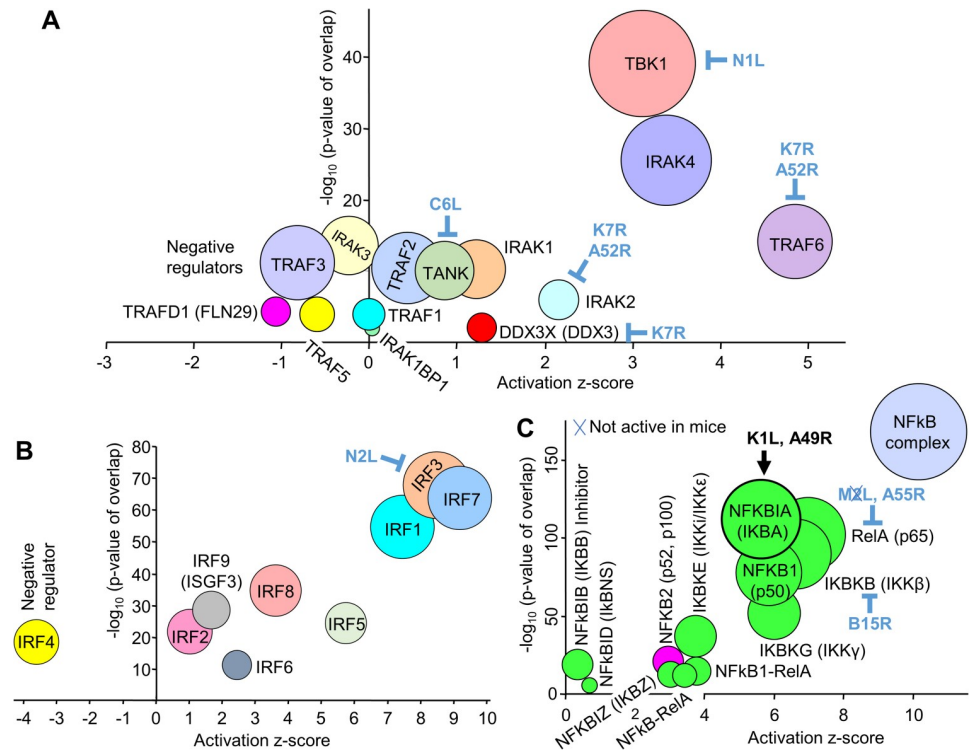 A
-log10 (p-value of overlap)
40
30
20
TBK1
N1L
IRAK4
K7R
A52R
TRAF6
C6L
K7R
A52R
Negative
regulators
TRAF3
IRAK3
TRAF2
TANK
IRAK1
IRAK2
TRAFD1 (FLN29)
TRAF5
TRAF1
IRAK1BP1
DDX3X (DDX3)
K7R
-3 -2 -1 0 1 2 3 4 5
Activation z-score
B
-log10 (p-value of overlap)
80
70
60
50
40
30
20
10
0
N2L
IRF3
IRF7
IRF1
Negative
regulator
IRF4
IRF9
(ISGF3)
IRF8
IRF2
IRF5
IRF6
-4 -3 -2 -1 0 1 2 3 4 5 6 7 8 9 10
Activation z-score
C
X Not active in mice
K1L, A49R
NFkB
complex
-log10 (p-value of overlap)
150
100
50
0
NFKBIA
(IKBA)
M2L, A55R
RelA (p65)
NFKB1
(p50)
IKBKB (IKKβ)
B15R
IKBKG (IKKγ)
NFkBIB (IKBB) Inhibitor
NFkBID (IkBNS)
NFKB2 (p52, p100)
IKBKE (IKKi/IKKε)
NFkB1-RelA
NFKBIZ (IKBZ)
NFkB-RelA
0 2 4 6 8 10
Activation z-score